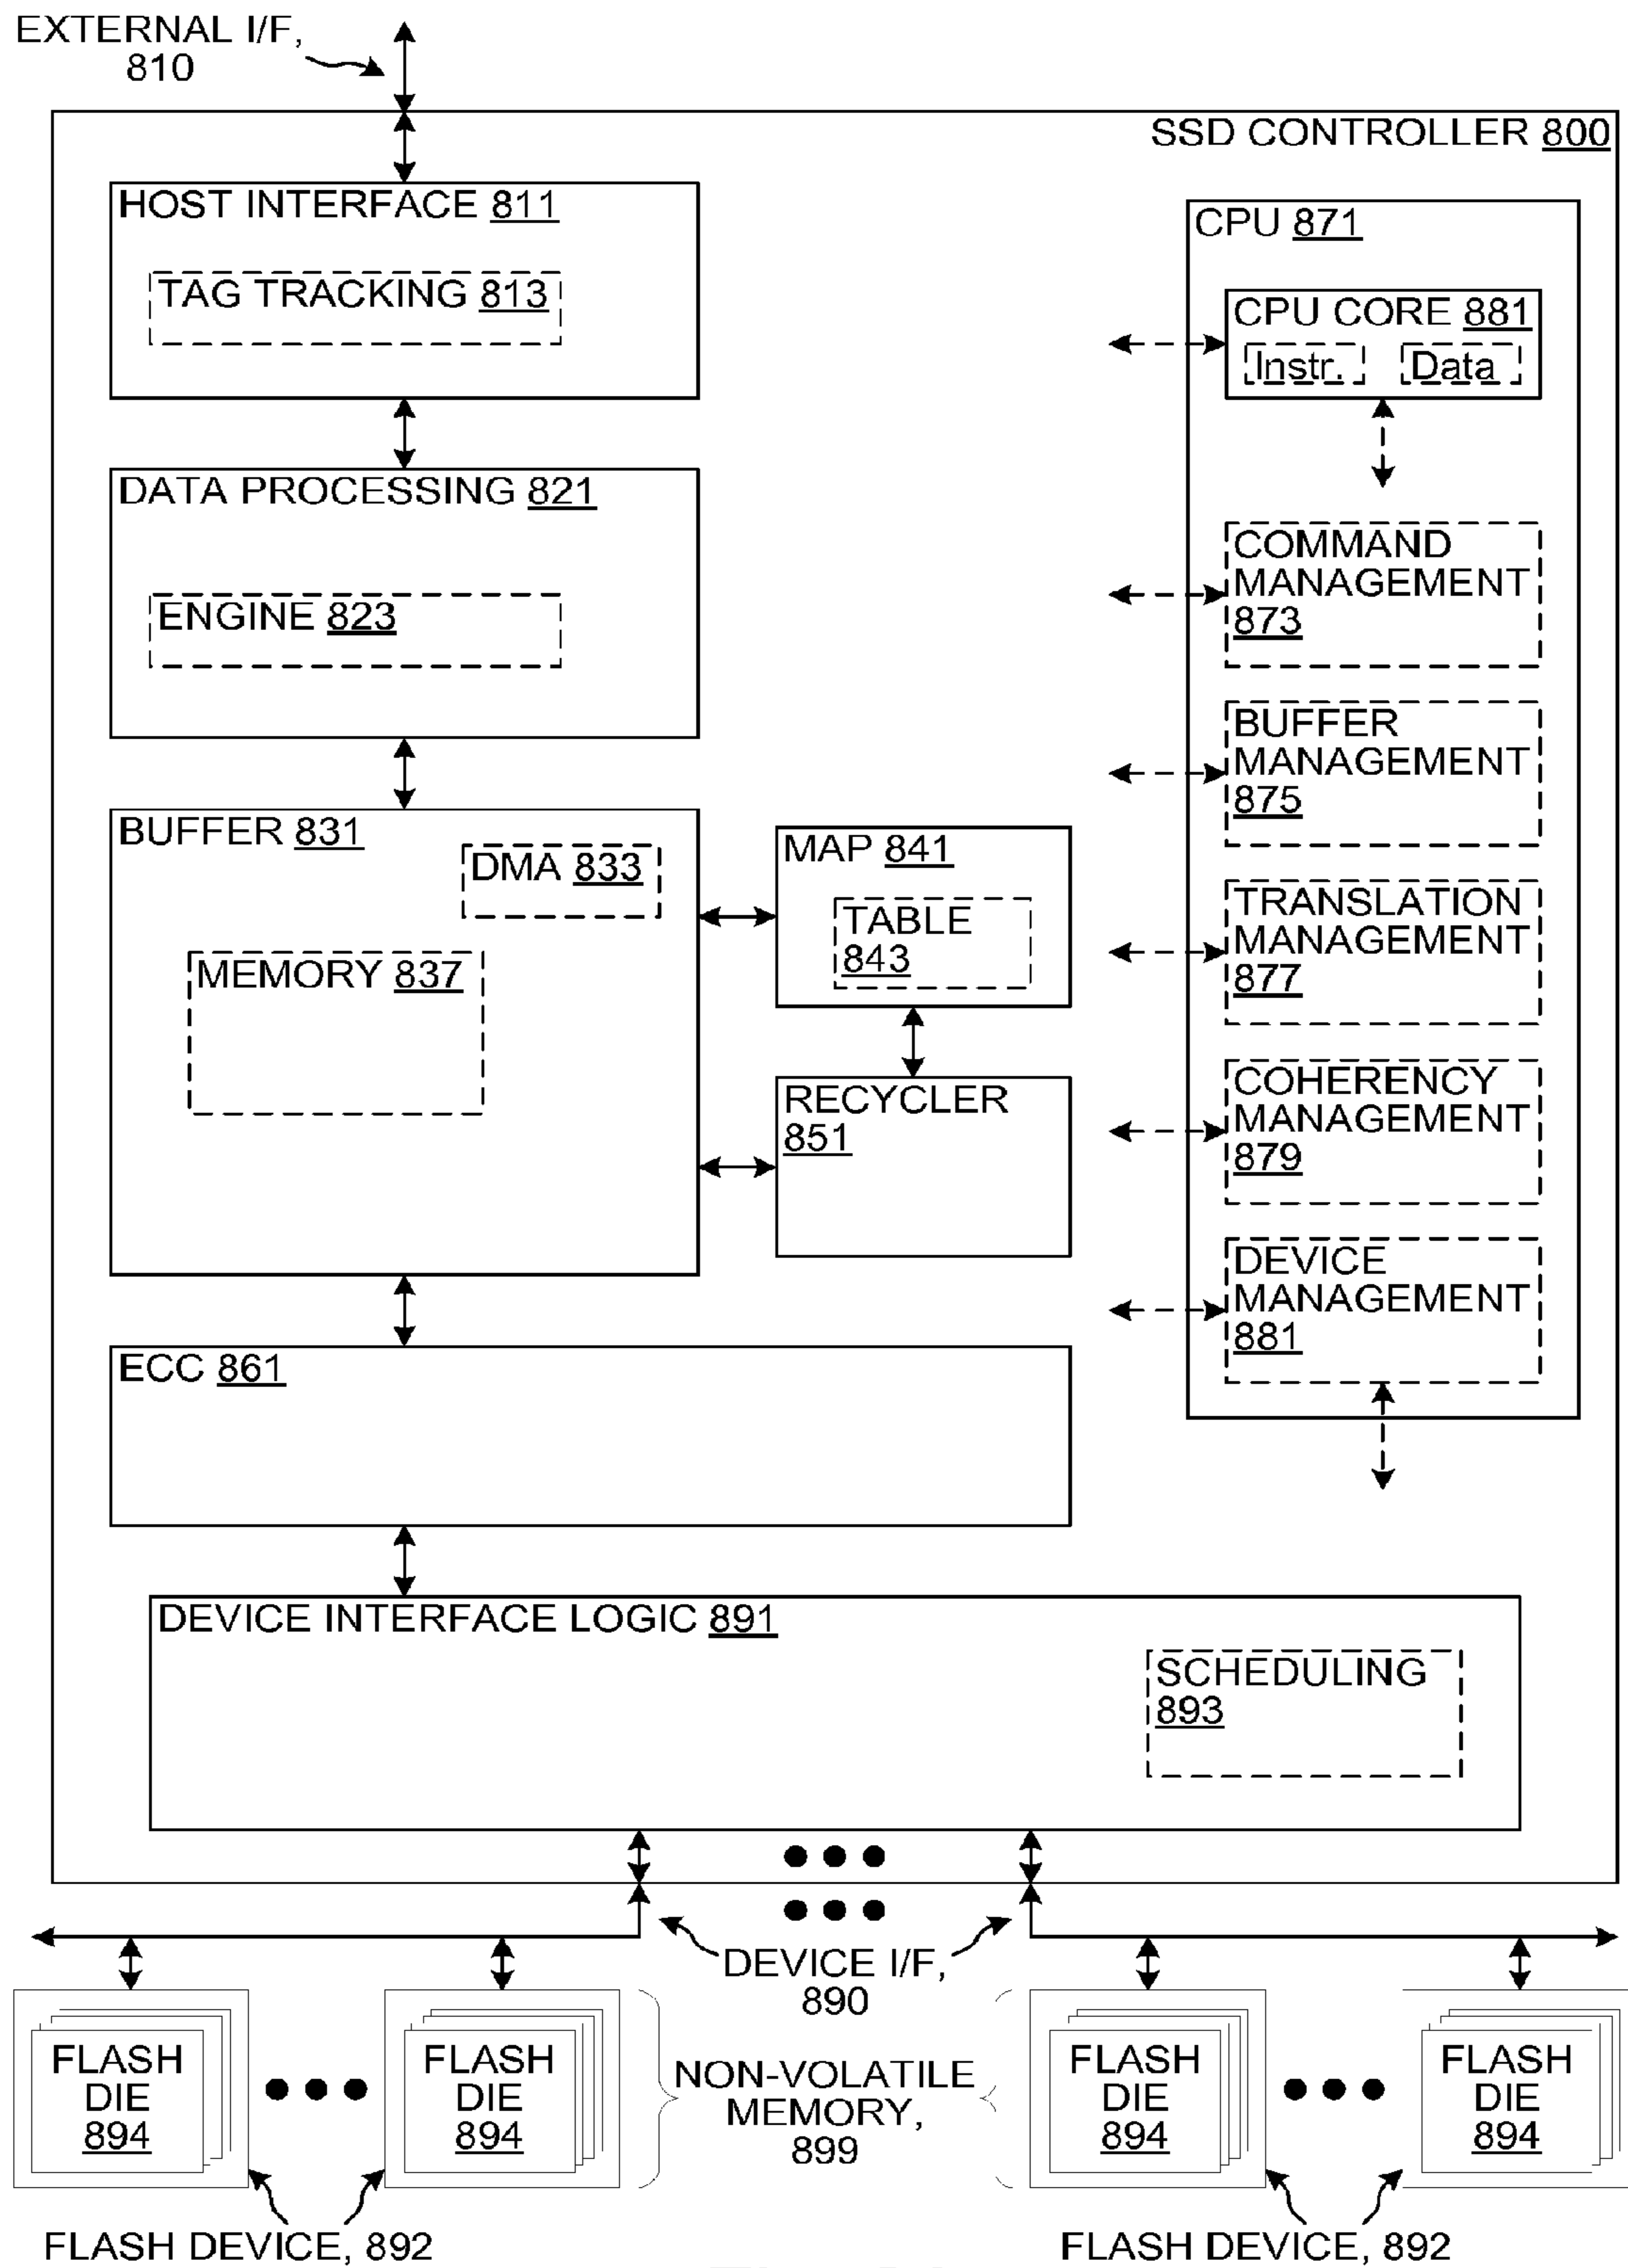 EXTERNAL I/F,
810
SSD CONTROLLER 800
HOST INTERFACE 811
TAG TRACKING 813
DATA PROCESSING 821
ENGINE 823
BUFFER 831
DMA 833
MEMORY 837
MAP 841
TABLE
843
RECYCLER
851
ECC 861
CPU 871
CPU CORE 881
Instr.
Data
COMMAND
MANAGEMENT
873
BUFFER
MANAGEMENT
875
TRANSLATION
MANAGEMENT
877
COHERENCY
MANAGEMENT
879
DEVICE
MANAGEMENT
881
DEVICE INTERFACE LOGIC 891
SCHEDULING
893
DEVICE I/F,
890
FLASH
DIE
894
FLASH
DIE
894
NON-VOLATILE
MEMORY,
899
FLASH
DIE
894
FLASH
DIE
894
FLASH DEVICE, 892
FLASH DEVICE, 892